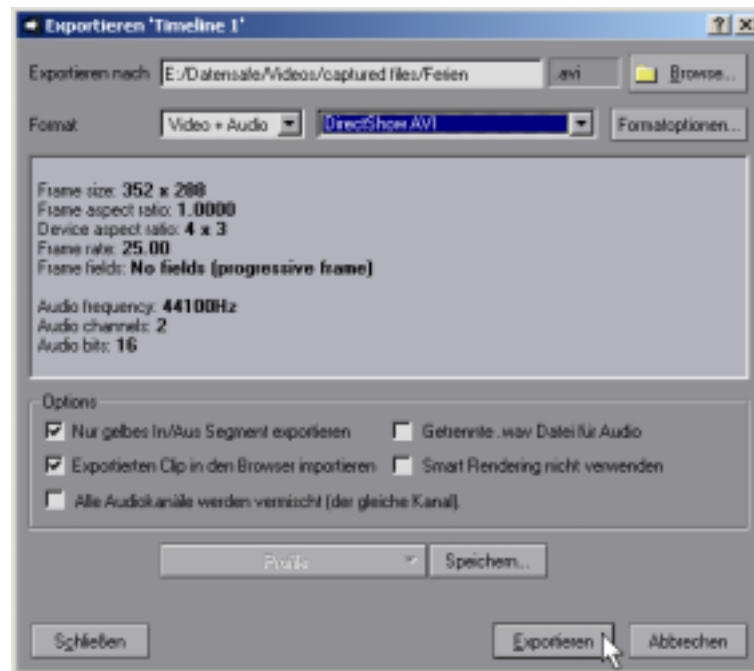 Exportieren 'Timeline 1'
Exportieren nach E:/Datensafe/Videos/captured files/Ferien .avi Browse...
Format Video + Audio DirectShow AVI Formatoptionen...
Frame size: 352 x 288
Frame aspect ratio: 1.0000
Device aspect ratio: 4 x 3
Frame rate: 25.00
Frame fields: No fields (progressive frame)
Audio frequency: 44100Hz
Audio channels: 2
Audio bits: 16
Options
Nur gelbes In/Aus Segment exportieren Getrennte .wav Datei für Audio
Exportierten Clip in den Browser importieren Smart Rendering nicht verwenden
Alle Audiokanäle werden vermischt (der gleiche Kanal).
Profile Speichern...
Schließen Exportieren Abbrechen